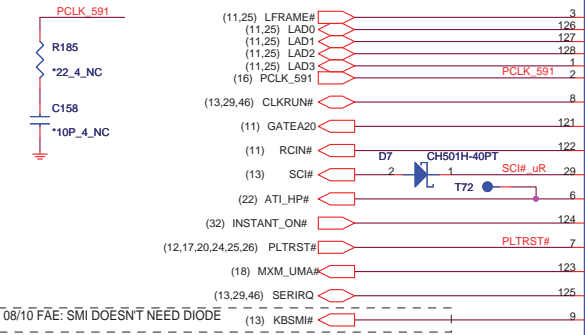 PCLK_591
R185
*22_4_NC
C158
*10P_4_NC
(11,25) LFRAME# 3
(11,25) LAD0 126
(11,25) LAD1 127
(11,25) LAD2 128
(11,25) LAD3 1
(16) PCLK_591 PCLK_591 2
(13,29,46) CLKRUN# 8
(11) GATEA20 121
(11) RCIN# 122
D7 CH501H-40PT
(13) SCI# 2 1 SCI#_uR 29
T72
(22) ATI_HP# 6
(32) INSTANT_ON# 124
(12,17,20,24,25,26) PLTRST# PLTRST# 7
(18) MXM_UMA# 123
(13,29,46) SERIRQ 125
08/10 FAE: SMI DOESN'T NEED DIODE
(13) KBSMI# 9